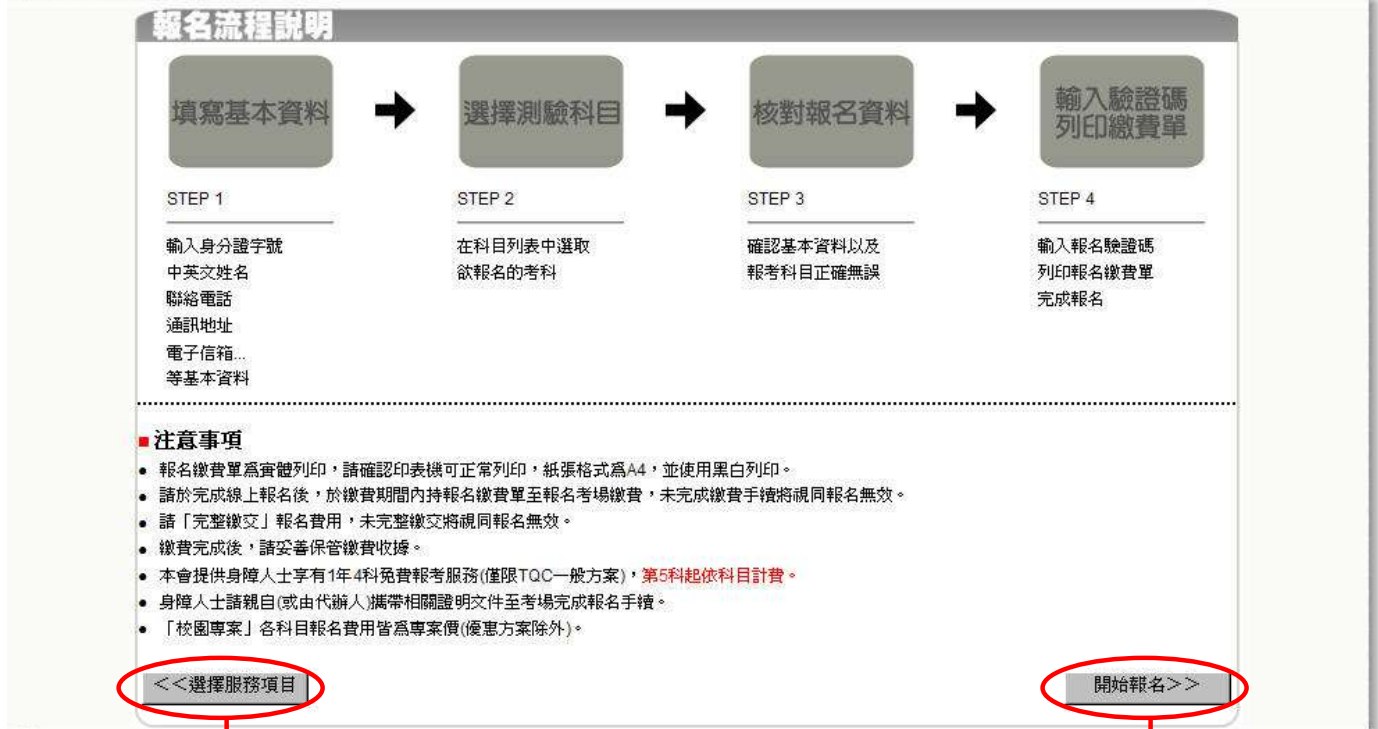 報名流程說明
填寫基本資料
選擇測驗科目
核對報名資料
輸入驗證碼
列印繳費單
STEP 1
輸入身分證字號
中英文姓名
聯絡電話
通訊地址
電子信箱...
等基本資料
STEP 2
在科目列表中選取
欲報名的考科
STEP 3
確認基本資料以及
報考科目正確無誤
STEP 4
輸入報名驗證碼
列印報名繳費單
完成報名
注意事項
報名繳費單為實體列印，請確認印表機可正常列印，紙張格式為A4，並使用黑白列印。
請於完成線上報名後，於繳費期間內持報名繳費單至報名考場繳費，未完成繳費手續將視同報名無效。
請「完整繳交」報名費用，未完整繳交將視同報名無效。
繳費完成後，請妥善保管繳費收據。
本會提供身障人士享有1年4科免費報考服務(僅限TQC一般方案)，第5科起依科目計費。
身障人士請親自(或由代辦人)攜帶相關證明文件至考場完成報名手續。
「校園專案」各科目報名費用皆為專案價(優惠方案除外)。
<<選擇服務項目
開始報名>>